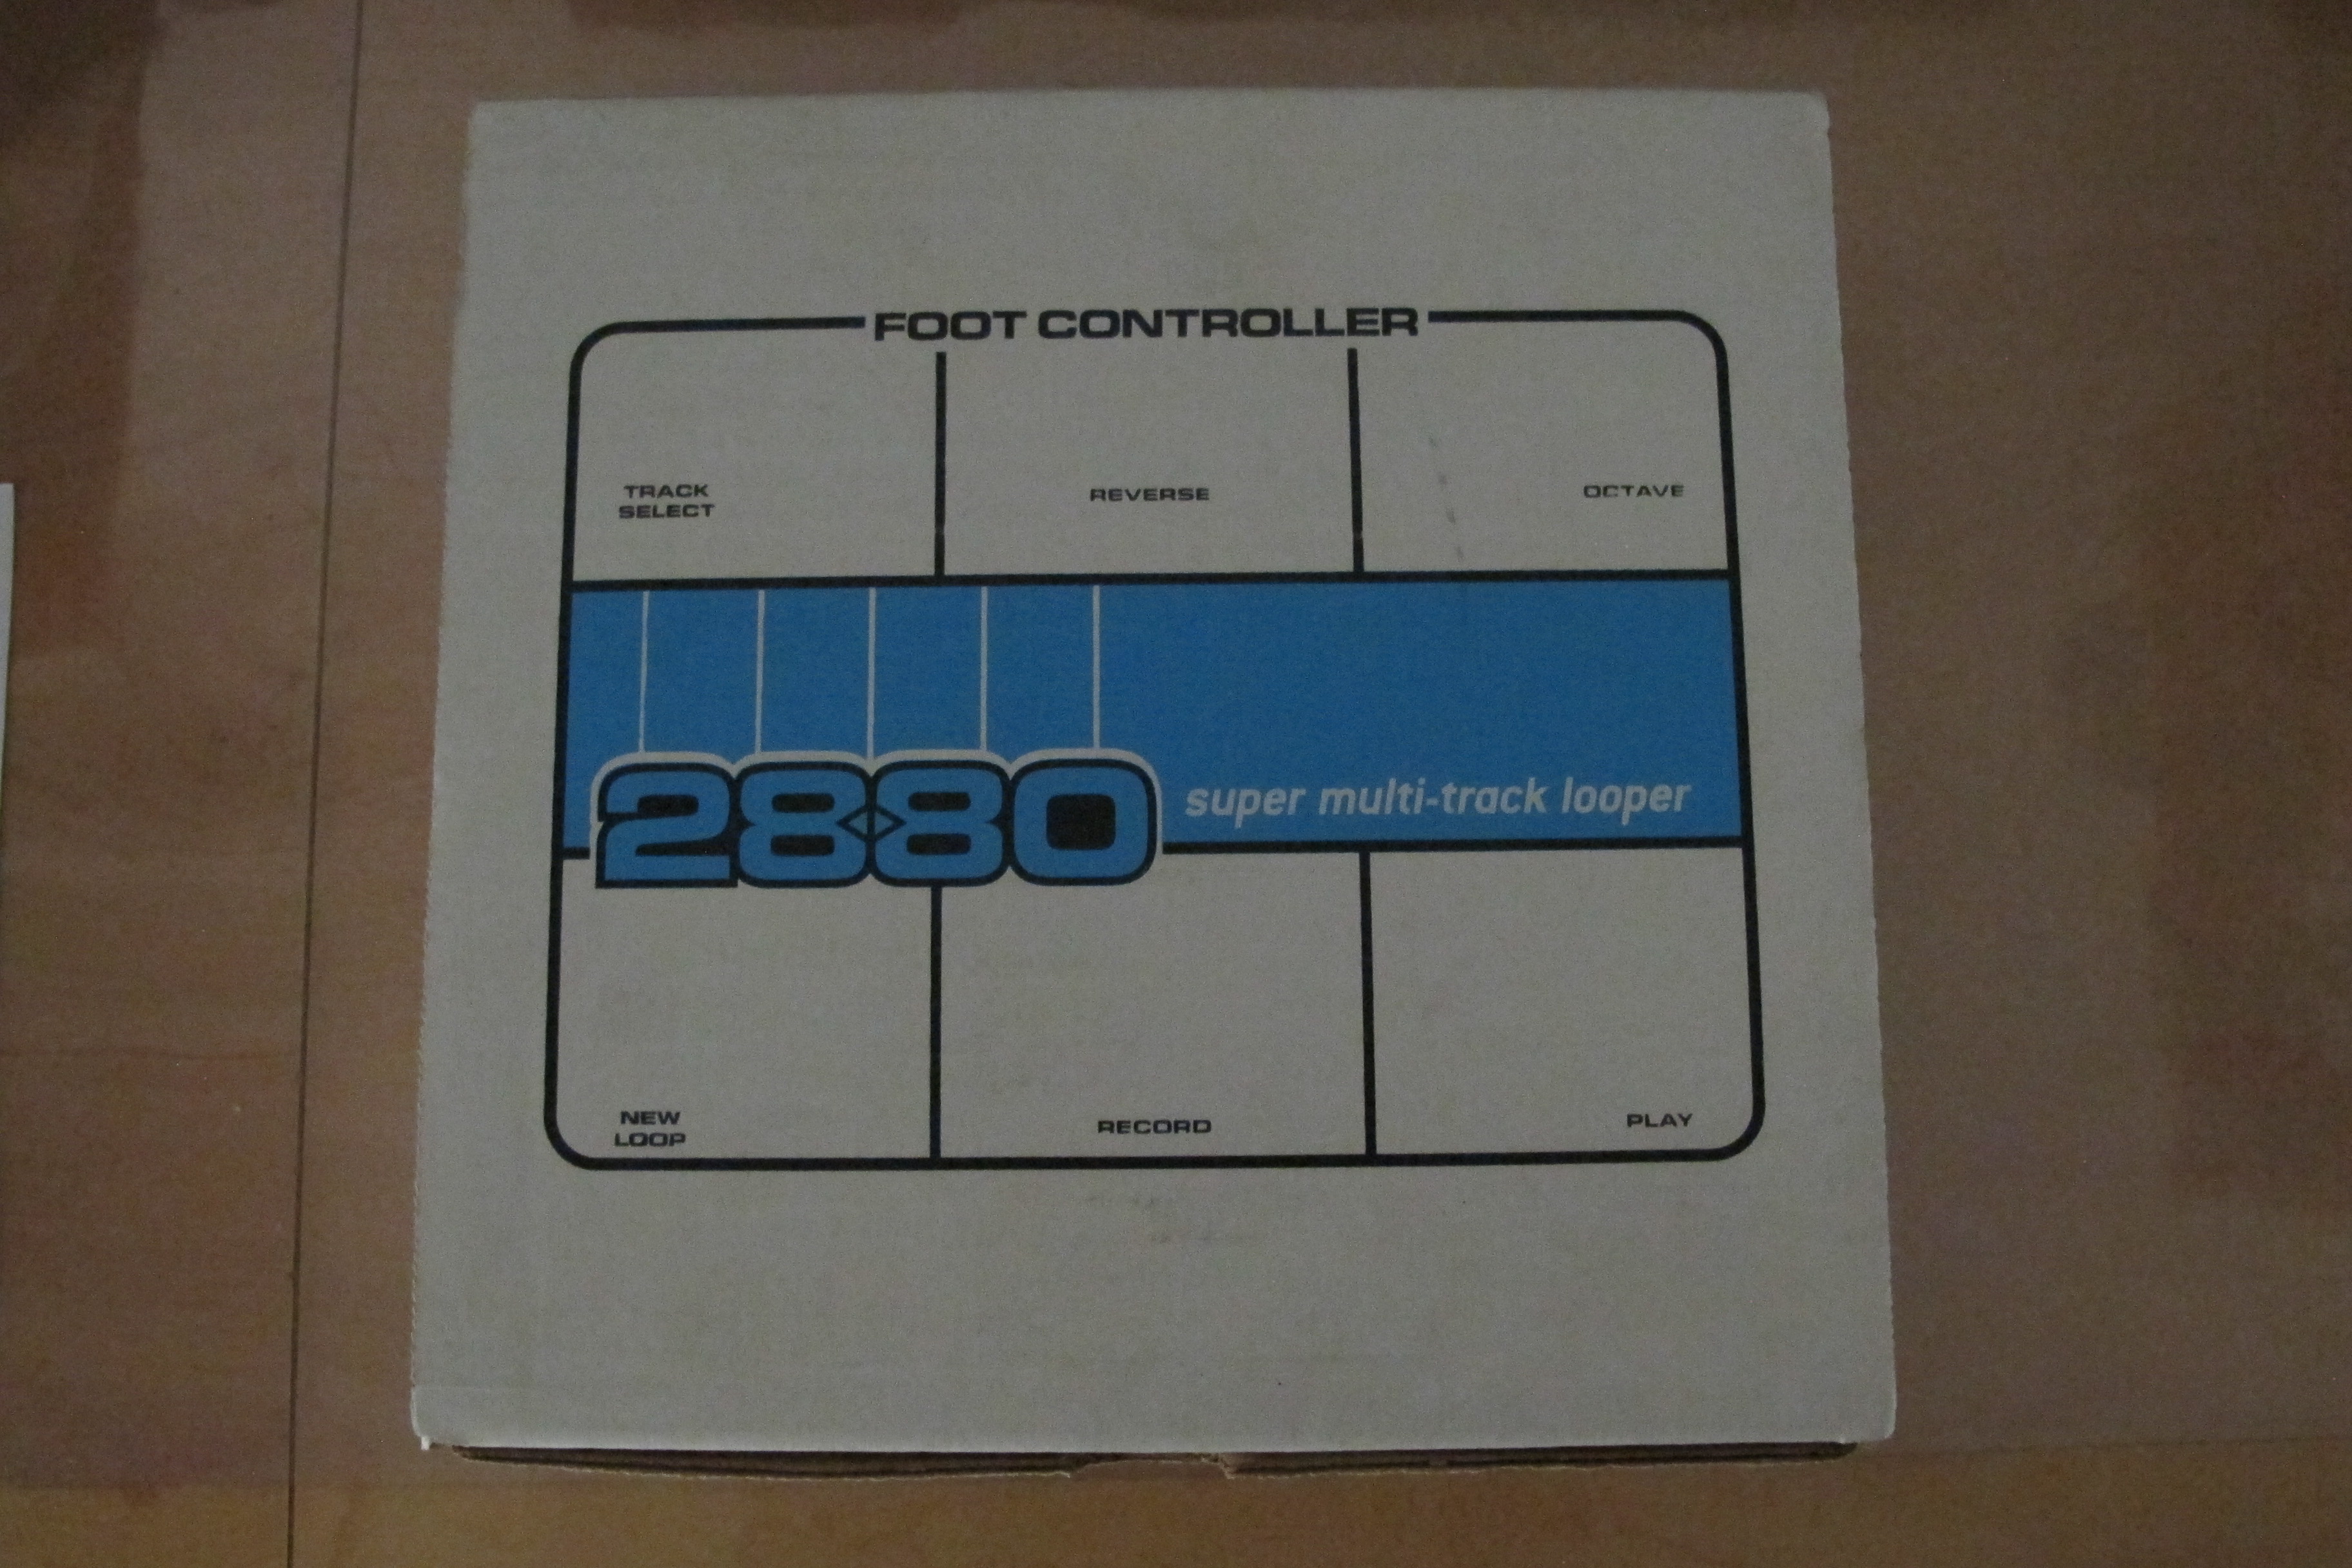 FOOT CONTROLLER
TRACK
SELECT
REVERSE
OCTAVE
2880
super multi-track looper
NEW
LOOP
RECORD
PLAY